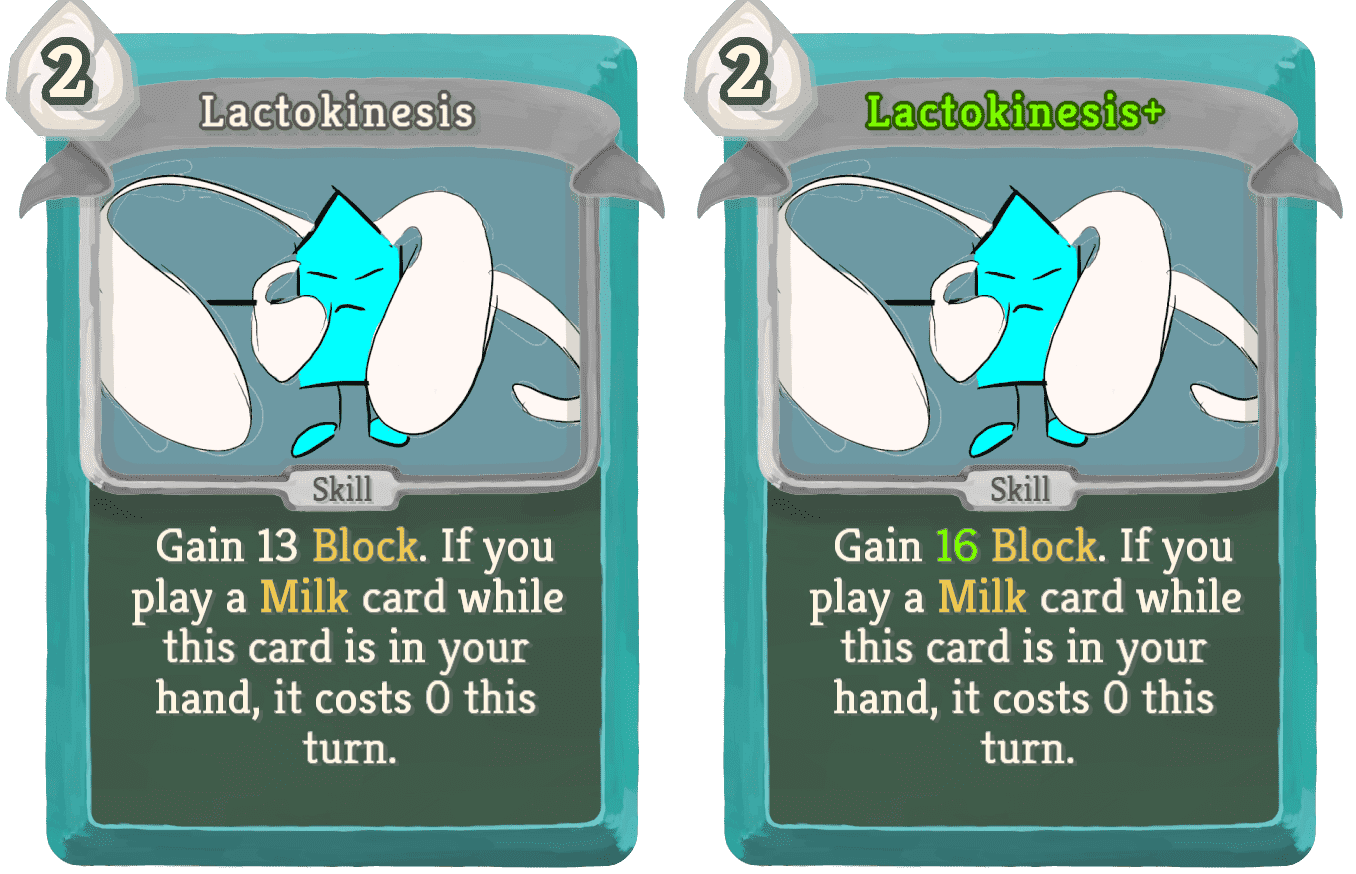 2
Lactokinesis
Skill
Gain 13 Block. If you
play a Milk card while
this card is in your
hand, it costs 0 this
turn.
2
Lactokinesis+
Skill
Gain 16 Block. If you
play a Milk card while
this card is in your
hand, it costs 0 this
turn.